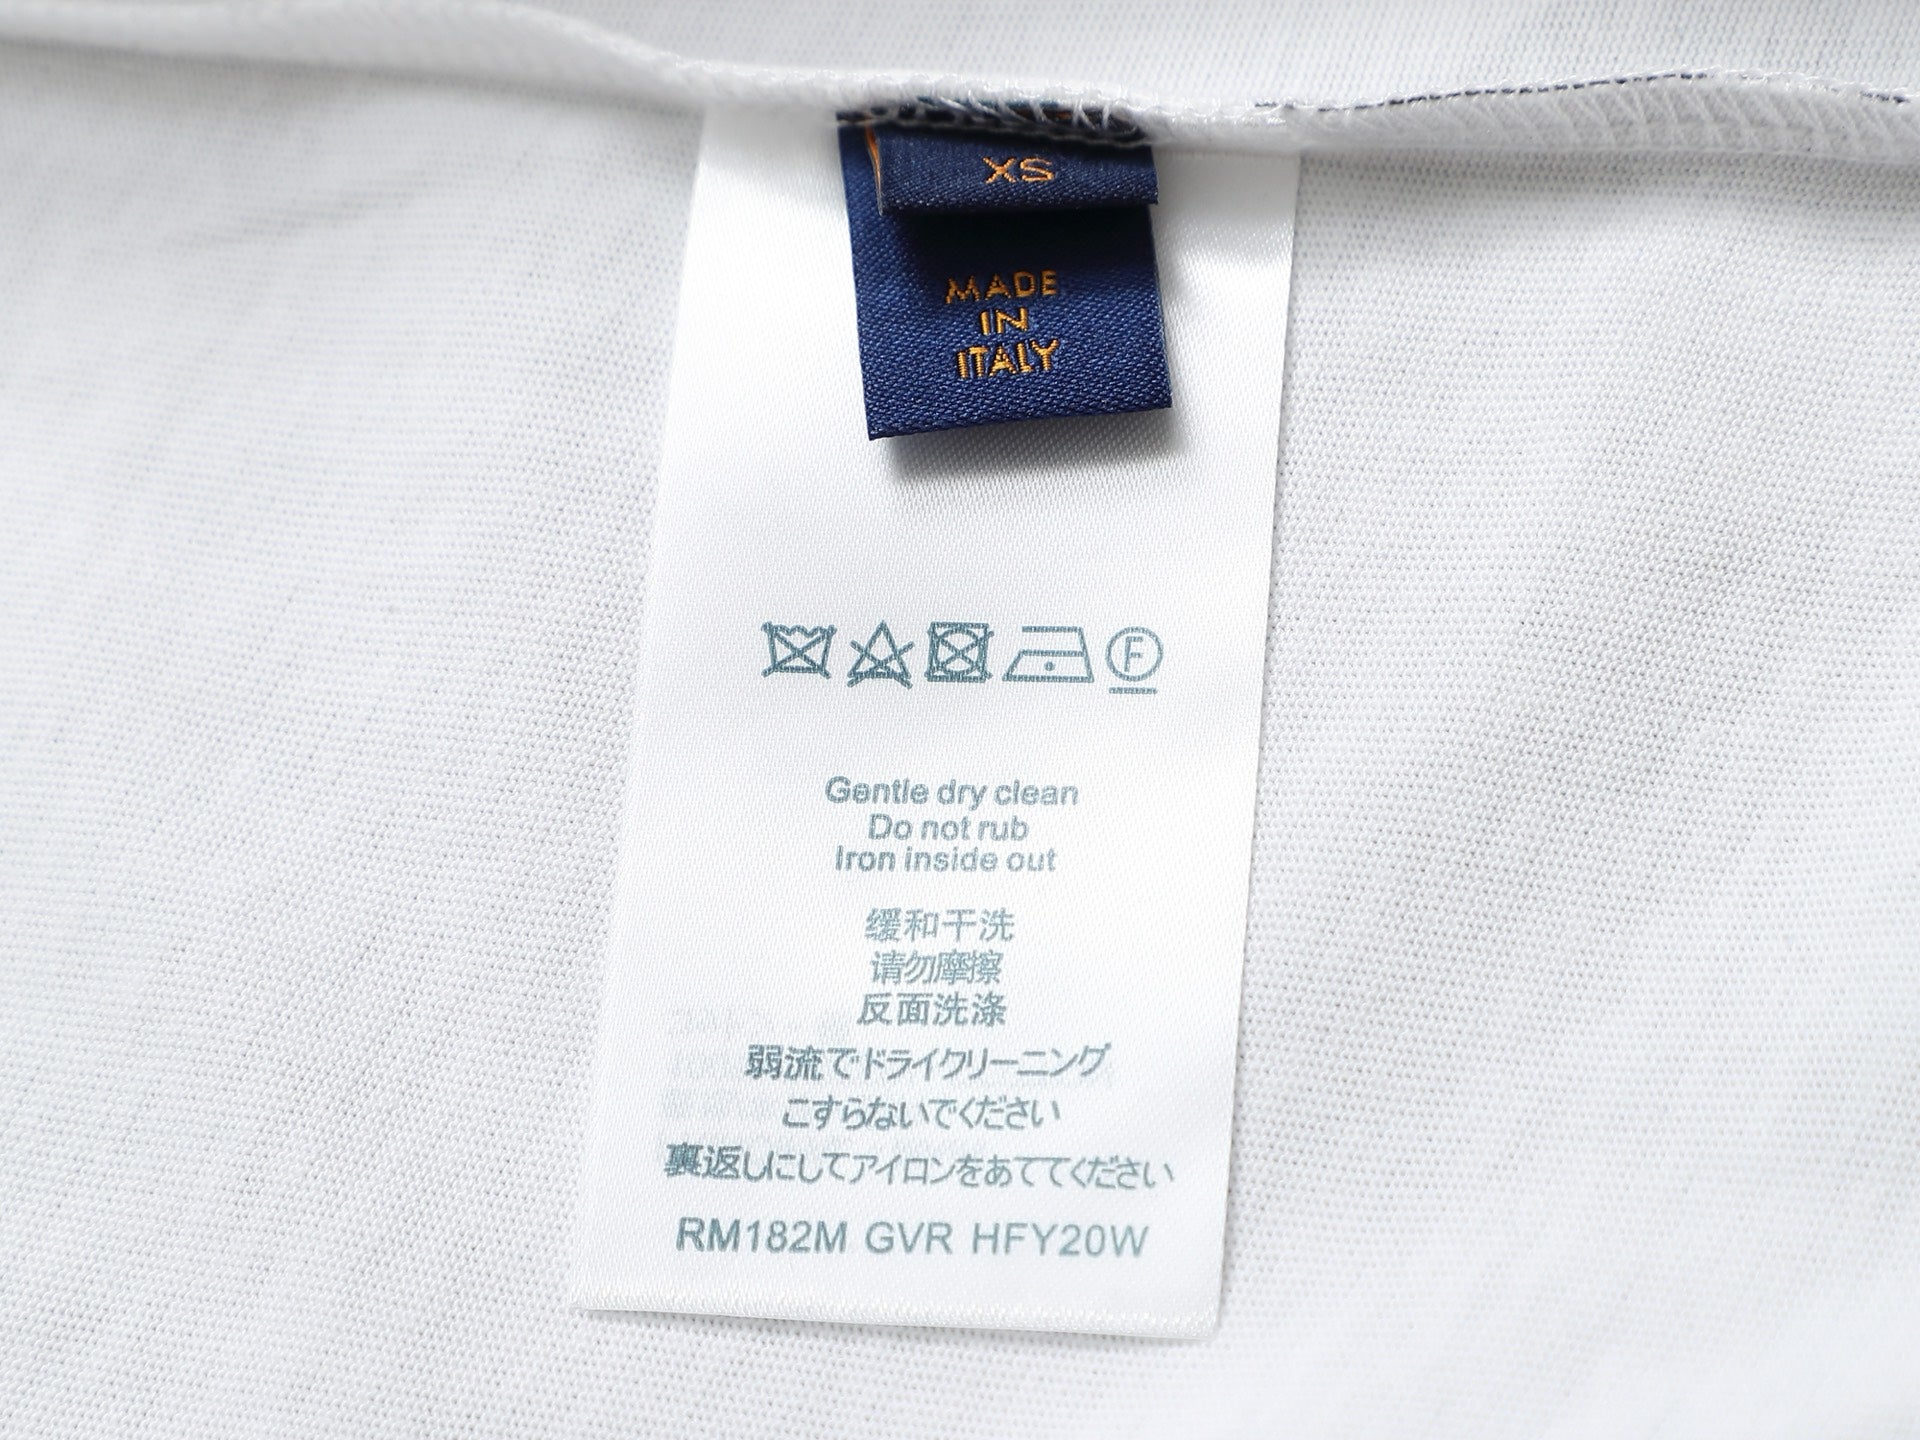 XS
MADE
IN
ITALY
F
Gentle dry clean
Do not rub
Iron inside out
缓和干洗
请勿摩擦
反面洗涤
弱流でドライクリーニング
こすらないでください
裏返しにしてアイロンをあててください
RM182M GVR HFY20W